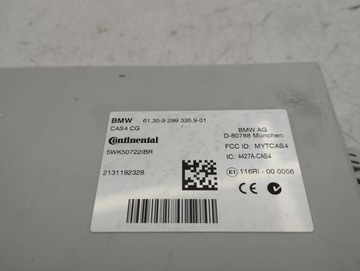 BMW 61.35-9 299 335.9-01
CAS4 CG
Continental
5WK50722IBR
2131192328
BMW AG
D-80788 München
FCC ID: MYTCAS4
IC: 4427A-CAS4
E1 116RI - 00 0056
CE